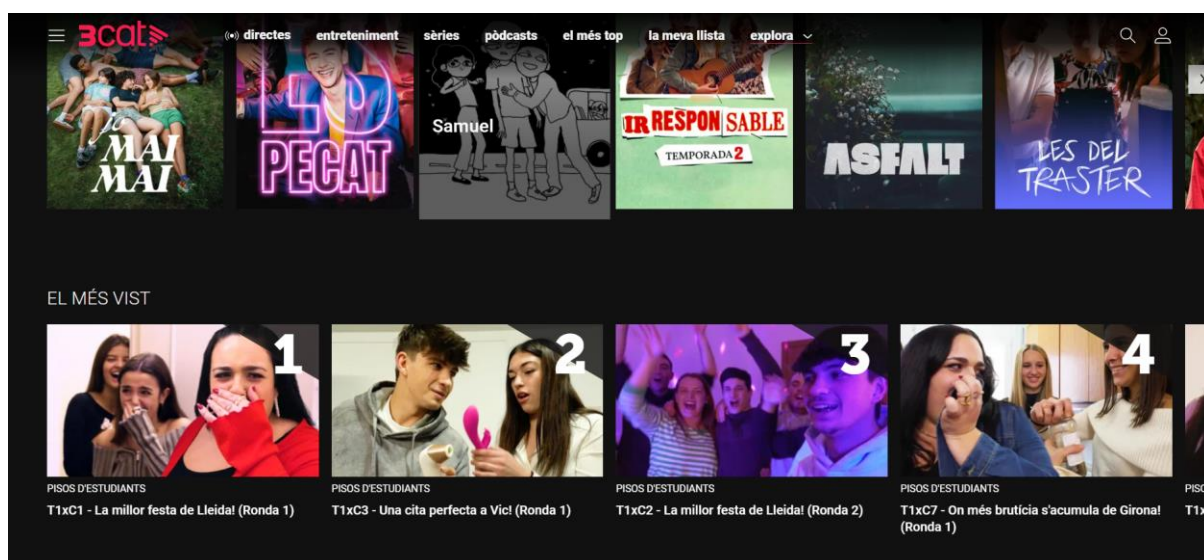 3cat
directes entreteniment sèries pòdcasts el més top la meva llista explora
Jo
MAI
MAI
PECAT
Samuel
IRRESPONSABLE
TEMPORADA 2
ASFALT
LES DEL
TRASTER
EL MÉS VIST
1 2 3 4
PISOS D'ESTUDIANTS
T1xC1 - La millor festa de Lleida! (Ronda 1)
PISOS D'ESTUDIANTS
T1xC3 - Una cita perfecta a Vic! (Ronda 1)
PISOS D'ESTUDIANTS
T1xC2 - La millor festa de Lleida! (Ronda 2)
PISOS D'ESTUDIANTS
T1xC7 - On més brutícia s'acumula de Girona!
(Ronda 1)